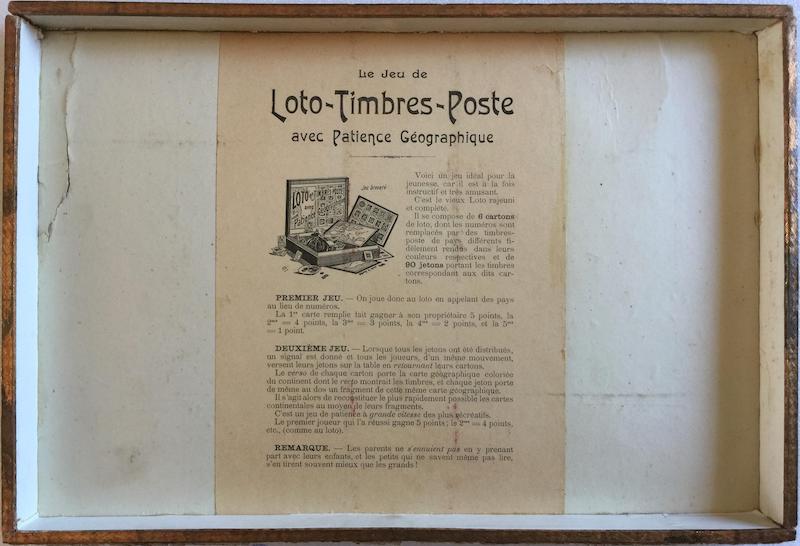 Le Jeu de
Loto-Timbres-Poste
avec Patience Géographique
LOTO
Patience
TIMBRES POSTE
Jeu breveté
Voici un jeu idéal pour la
jeunesse, car il est à la fois
instructif et très amusant.
C'est le vieux Loto rajeuni
et complété.
Il se compose de 6 cartons
de loto, dont les numéros sont
remplacés par des timbres-
poste de pays différents fi-
dèlement rendus dans leurs
couleurs respectives et de
90 jetons portant les timbres
correspondant aux dits car-
tons.
PREMIER JEU. — On joue donc au loto en appelant des pays
au lieu de numéros.
La 1re carte remplie fait gagner à son propriétaire 5 points, la
2me = 4 points, la 3me = 3 points, la 4me = 2 points, et la 5me
= 1 point.
DEUXIÈME JEU. — Lorsque tous les jetons ont été distribués,
un signal est donné et tous les joueurs, d'un même mouvement,
versent leurs jetons sur la table en retournant leurs cartons.
Le verso de chaque carton porte la carte géographique coloriée
du continent dont le recto montrait les timbres, et chaque jeton porte
de même au dos un fragment de cette même carte géographique.
Il s'agit alors de reconstituer le plus rapidement possible les cartes
continentales au moyen de leurs fragments.
C'est un jeu de patience à grande vitesse des plus récréatifs.
Le premier joueur qui l'a réussi gagne 5 points; le 2me = 4 points,
etc., (comme au loto).
REMARQUE. — Les parents ne s'ennuient pas en y prenant
part avec leurs enfants, et les petits qui ne savent même pas lire,
s'en tirent souvent mieux que les grands!